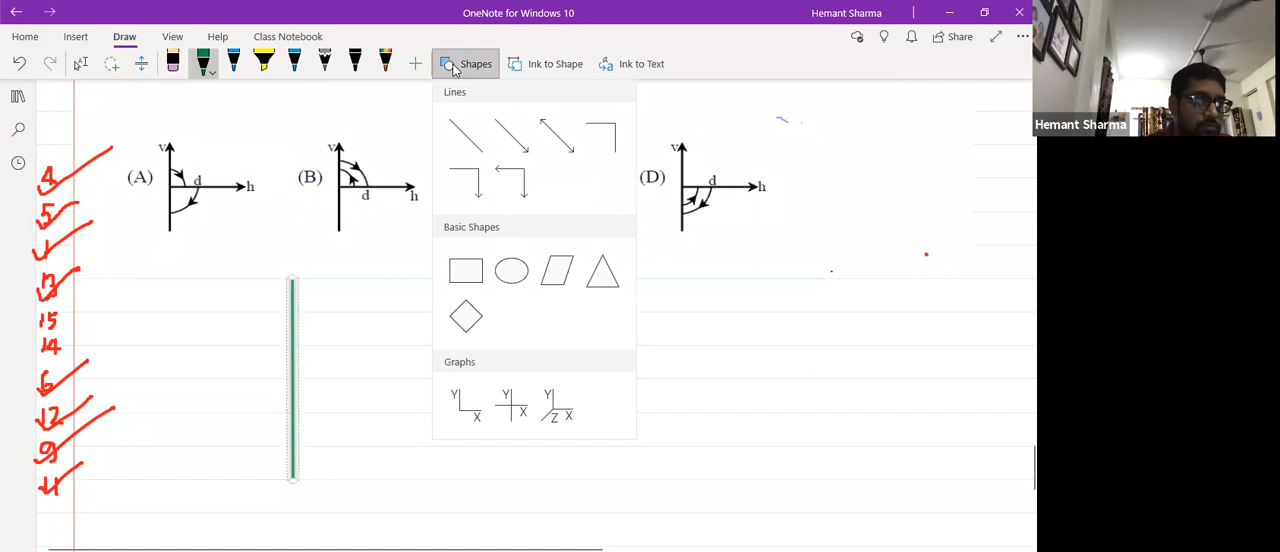 OneNote for Windows 10
Hemant Sharma
Home Insert Draw View Help Class Notebook
Share
Shapes
Ink to Shape
Ink to Text
Lines
Basic Shapes
Graphs
Y X
Y X
Y Z X
(A) v d h
(B) v d h
(D) v d h
4
5
1
13
15
14
6
12
9
Hemant Sharma